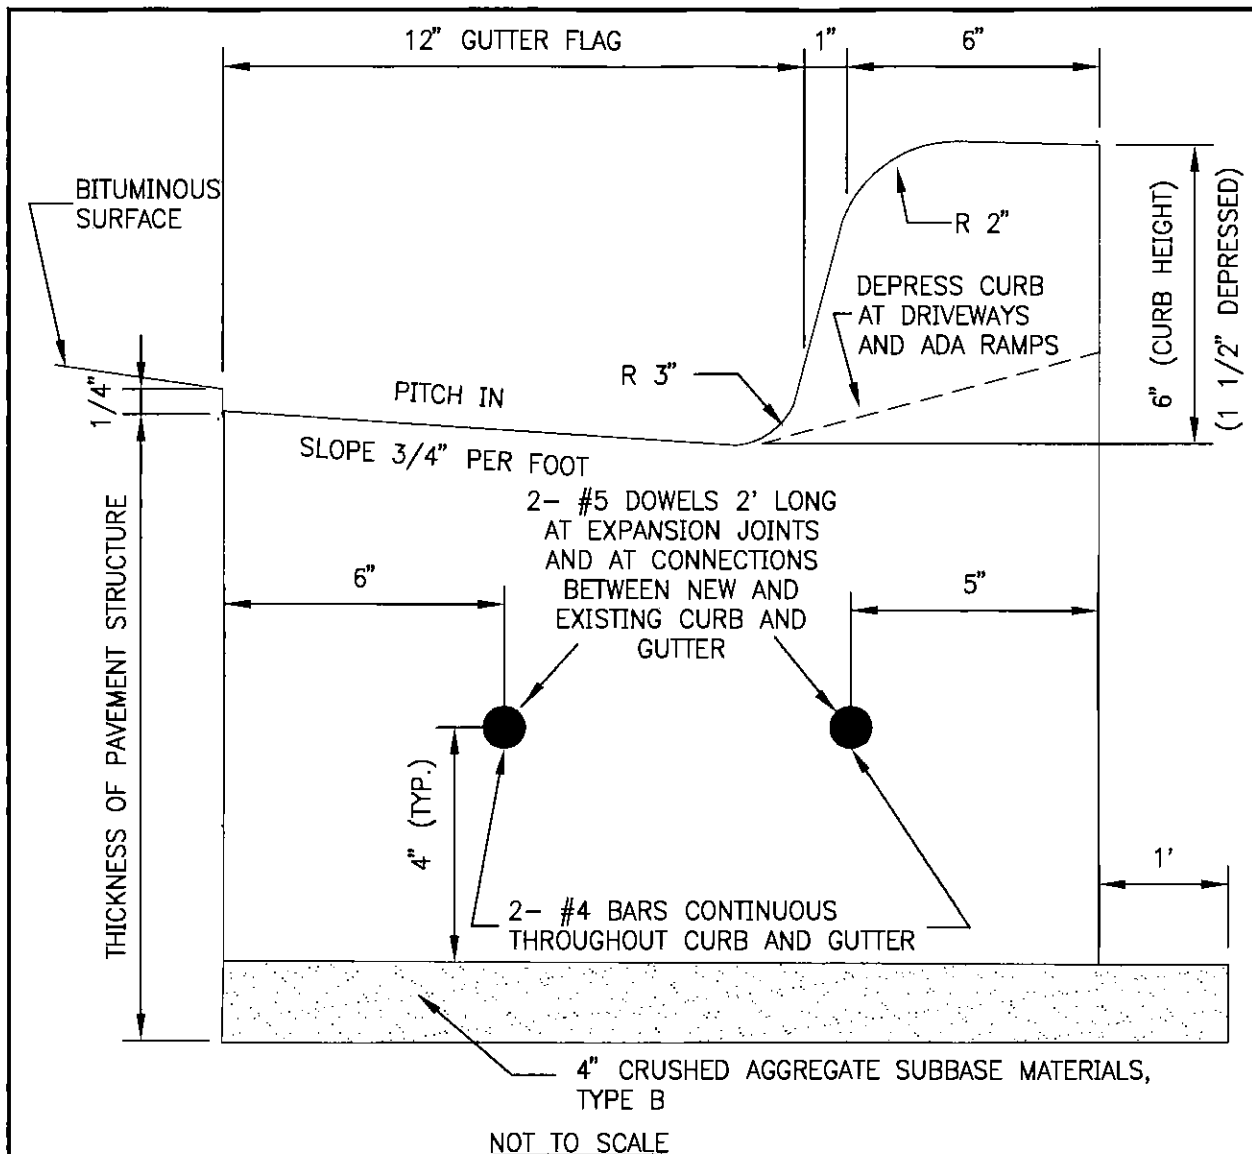 12" GUTTER FLAG
1"
6"
BITUMINOUS
SURFACE
R 2"
6" (CURB HEIGHT)
(1 1/2" DEPRESSED)
DEPRESS CURB
AT DRIVEWAYS
AND ADA RAMPS
1/4"
PITCH IN
R 3"
SLOPE 3/4" PER FOOT
2- #5 DOWELS 2' LONG
AT EXPANSION JOINTS
AND AT CONNECTIONS
BETWEEN NEW AND
EXISTING CURB AND
GUTTER
6"
5"
THICKNESS OF PAVEMENT STRUCTURE
4" (TYP.)
1'
2- #4 BARS CONTINUOUS
THROUGHOUT CURB AND GUTTER
4" CRUSHED AGGREGATE SUBBASE MATERIALS,
TYPE B
NOT TO SCALE